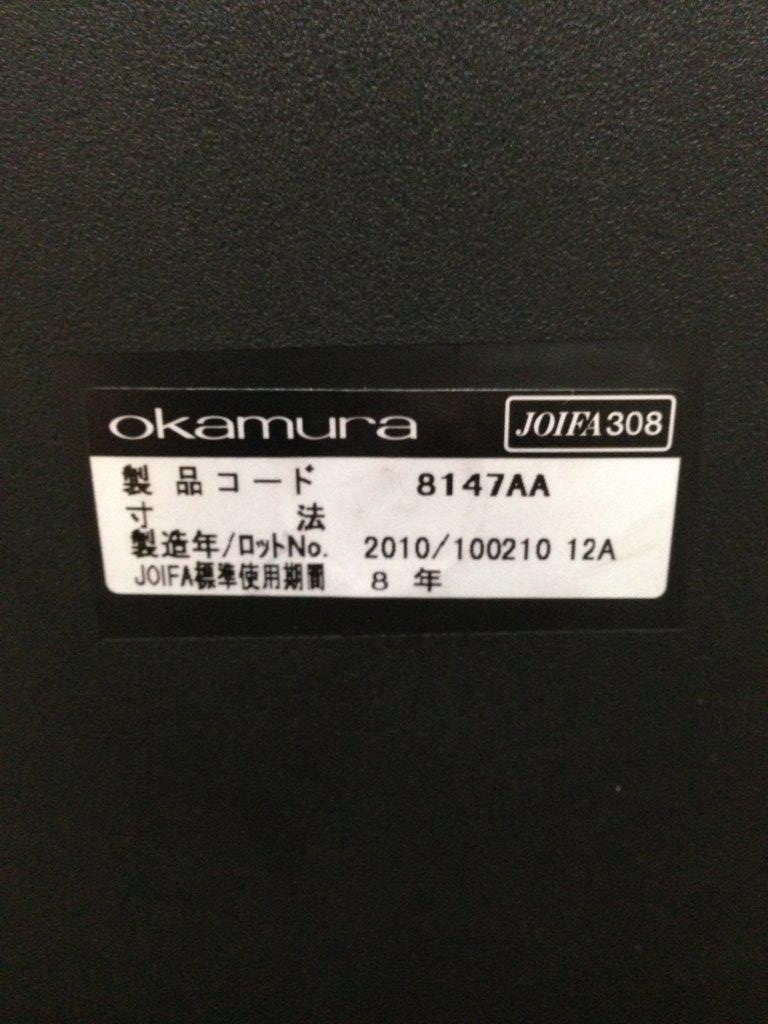 okamura JOIFA308
製品コード 8147AA
寸法
製造年/ロットNo. 2010/100210 12A
JOIFA標準使用期間 8 年